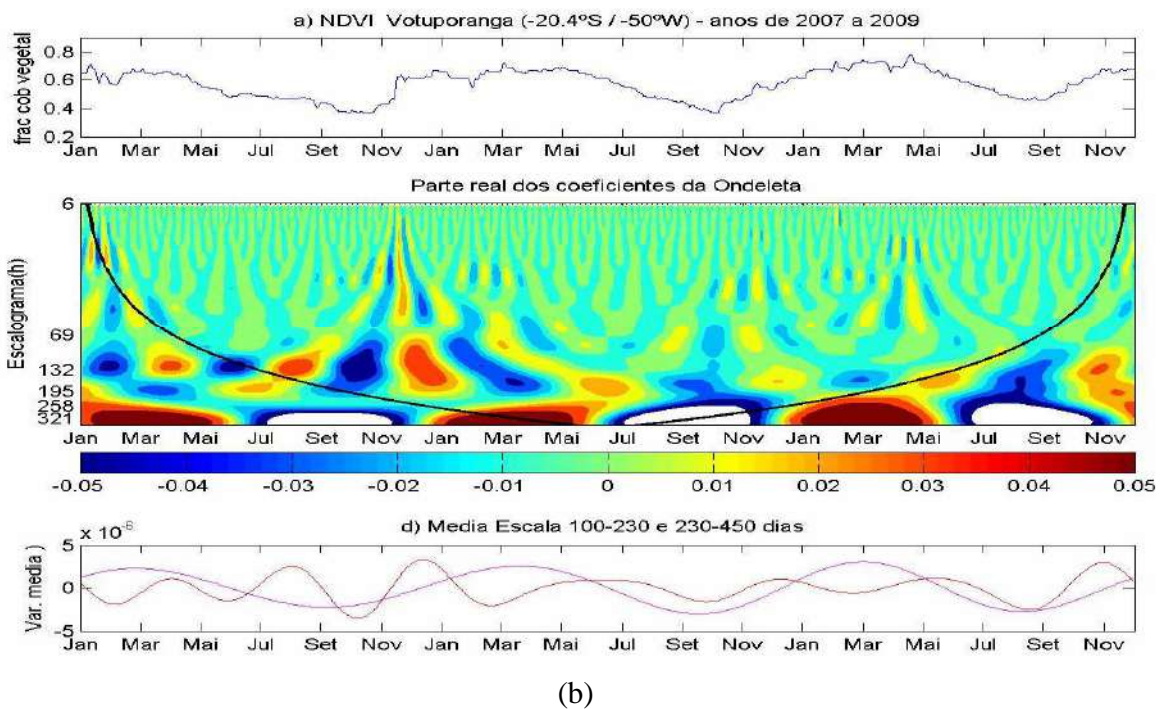 a) NDVI Votuporanga (-20.4ºS / -50ºW) - anos de 2007 a 2009
frac cob vegetal
0.8
0.6
0.4
0.2
Jan Mar Mai Jul Set Nov Jan Mar Mai Jul Set Nov Jan Mar Mai Jul Set Nov
Parte real dos coeficientes da Ondeleta
Escalograma(h)
6
69
132
195
258
321
Jan Mar Mai Jul Set Nov Jan Mar Mai Jul Set Nov Jan Mar Mai Jul Set Nov
-0.05 -0.04 -0.03 -0.02 -0.01 0 0.01 0.02 0.03 0.04 0.05
d) Media Escala 100-230 e 230-450 dias
x 10
Var. media )
5
0
-5
Jan Mar Mai Jul Set Nov Jan Mar Mai Jul Set Nov Jan Mar Mai Jul Set Nov
(b)